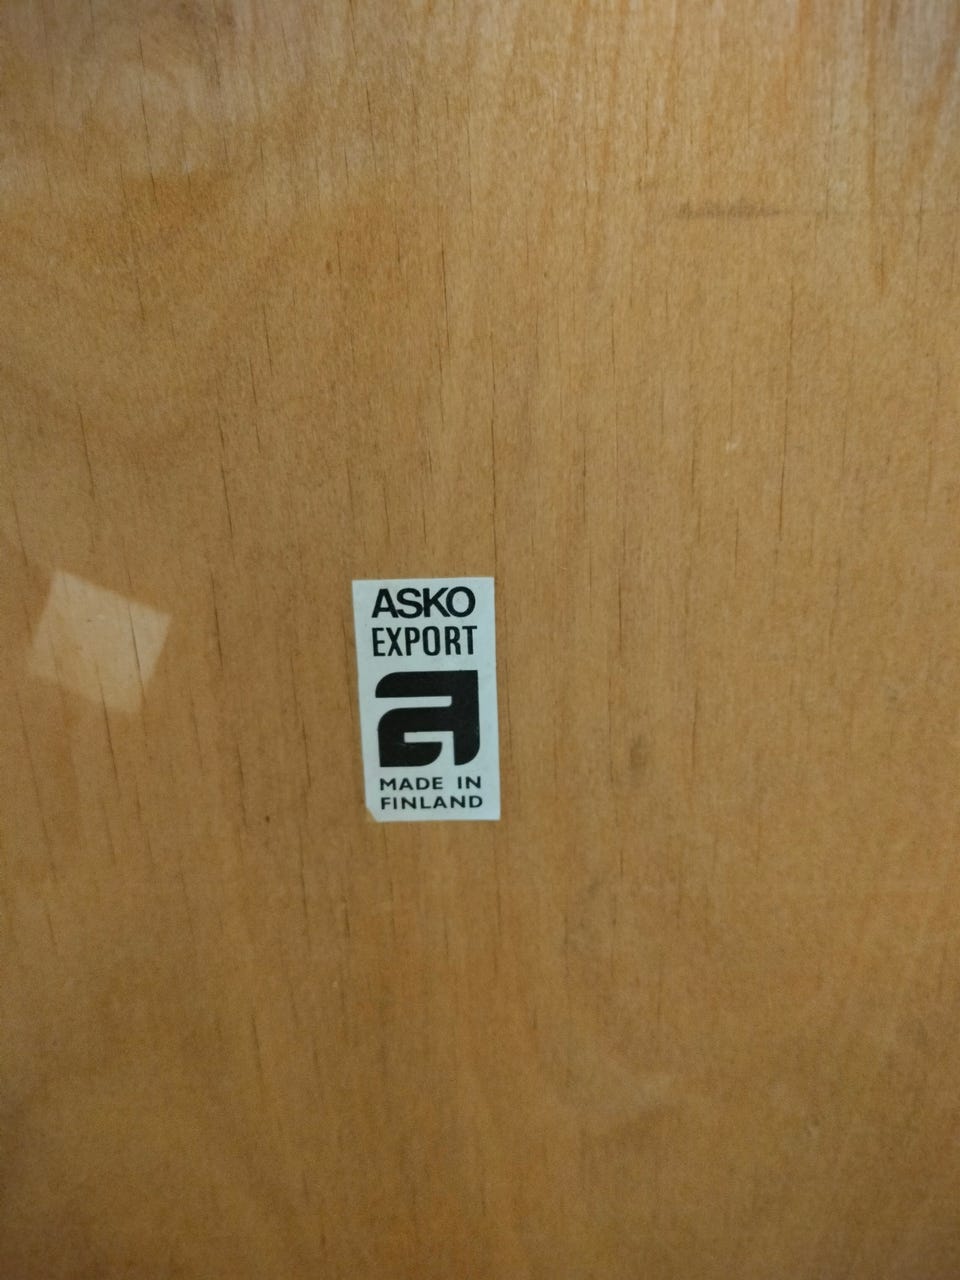 ASKO
EXPORT
a
MADE IN
FINLAND